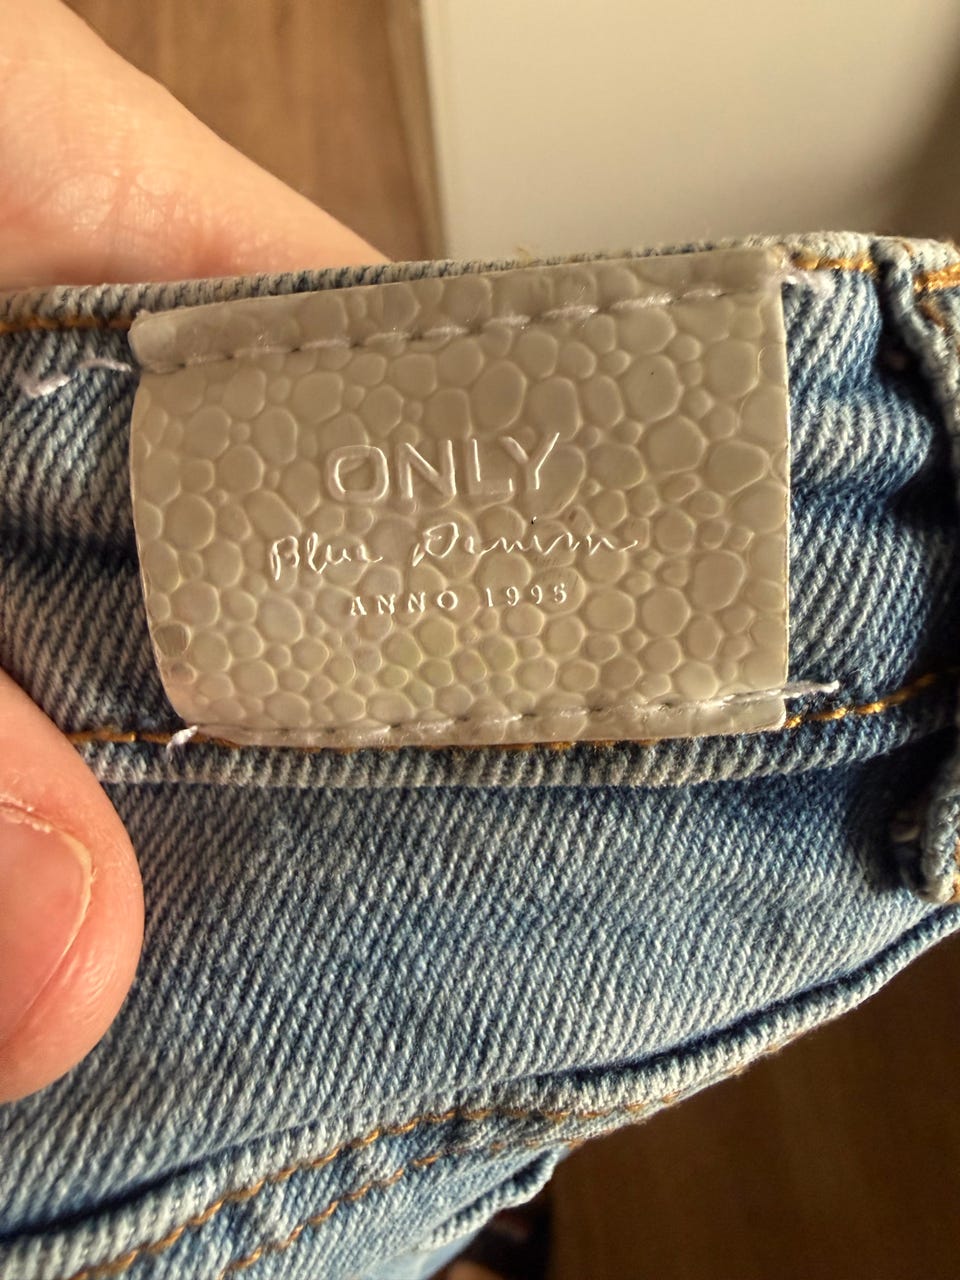 ONLY
Blue Denim
ANNO 1995